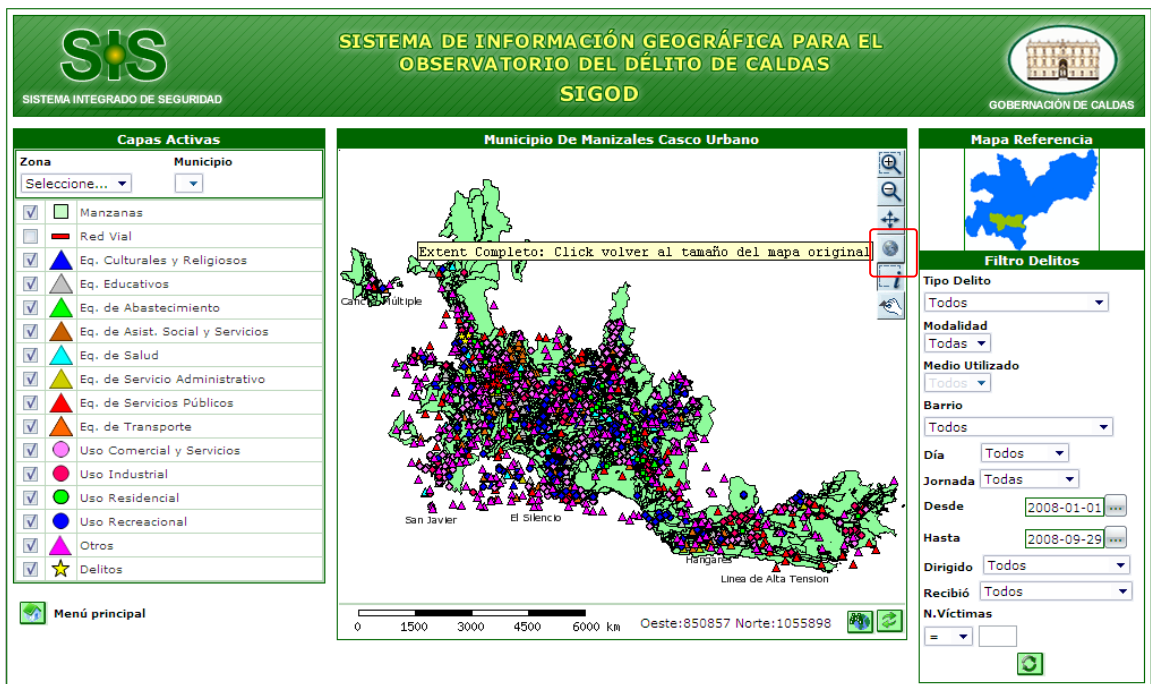 SIS
SISTEMA INTEGRADO DE SEGURIDAD
SISTEMA DE INFORMACIÓN GEOGRÁFICA PARA EL
OBSERVATORIO DEL DÉLITO DE CALDAS
SIGOD
GOBERNACIÓN DE CALDAS
Capas Activas
Zona Municipio
Seleccione...
Manzanas
Red Vial
Eq. Culturales y Religiosos
Eq. Educativos
Eq. de Abastecimiento
Eq. de Asist. Social y Servicios
Eq. de Salud
Eq. de Servicio Administrativo
Eq. de Servicios Públicos
Eq. de Transporte
Uso Comercial y Servicios
Uso Industrial
Uso Residencial
Uso Recreacional
Otros
Delitos
Menú principal
Municipio De Manizales Casco Urbano
Extent Completo: Click volver al tamaño del mapa original
i
San Javier
El Silencio
Hangares
Linea de Alta Tension
0 1500 3000 4500 6000 km
Oeste:850857 Norte:1055898
Mapa Referencia
Filtro Delitos
Tipo Delito
Todos
Modalidad
Todas
Medio Utilizado
Todos
Barrio
Todos
Día Todos
Jornada Todas
Desde 2008-01-01 ...
Hasta 2008-09-29 ...
Dirigido Todos
Recibió Todos
N.Víctimas
=